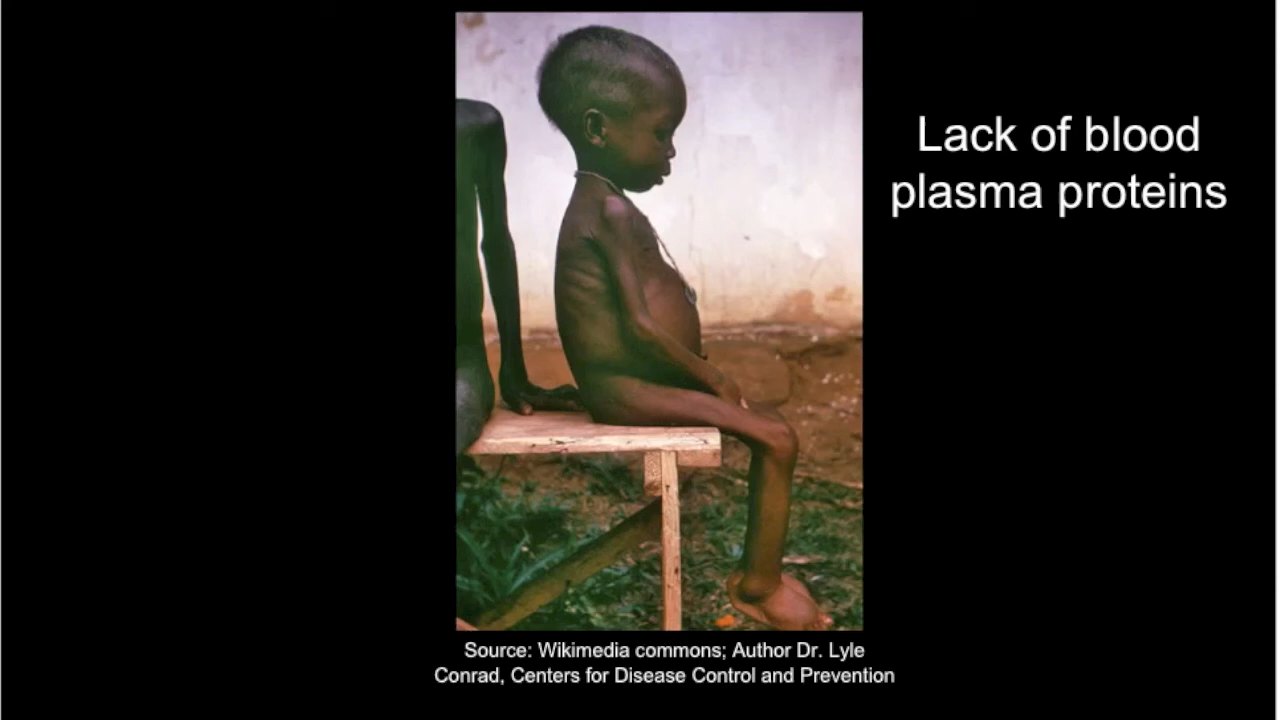 Lack of blood
plasma proteins
Source: Wikimedia commons; Author Dr. Lyle
Conrad, Centers for Disease Control and Prevention